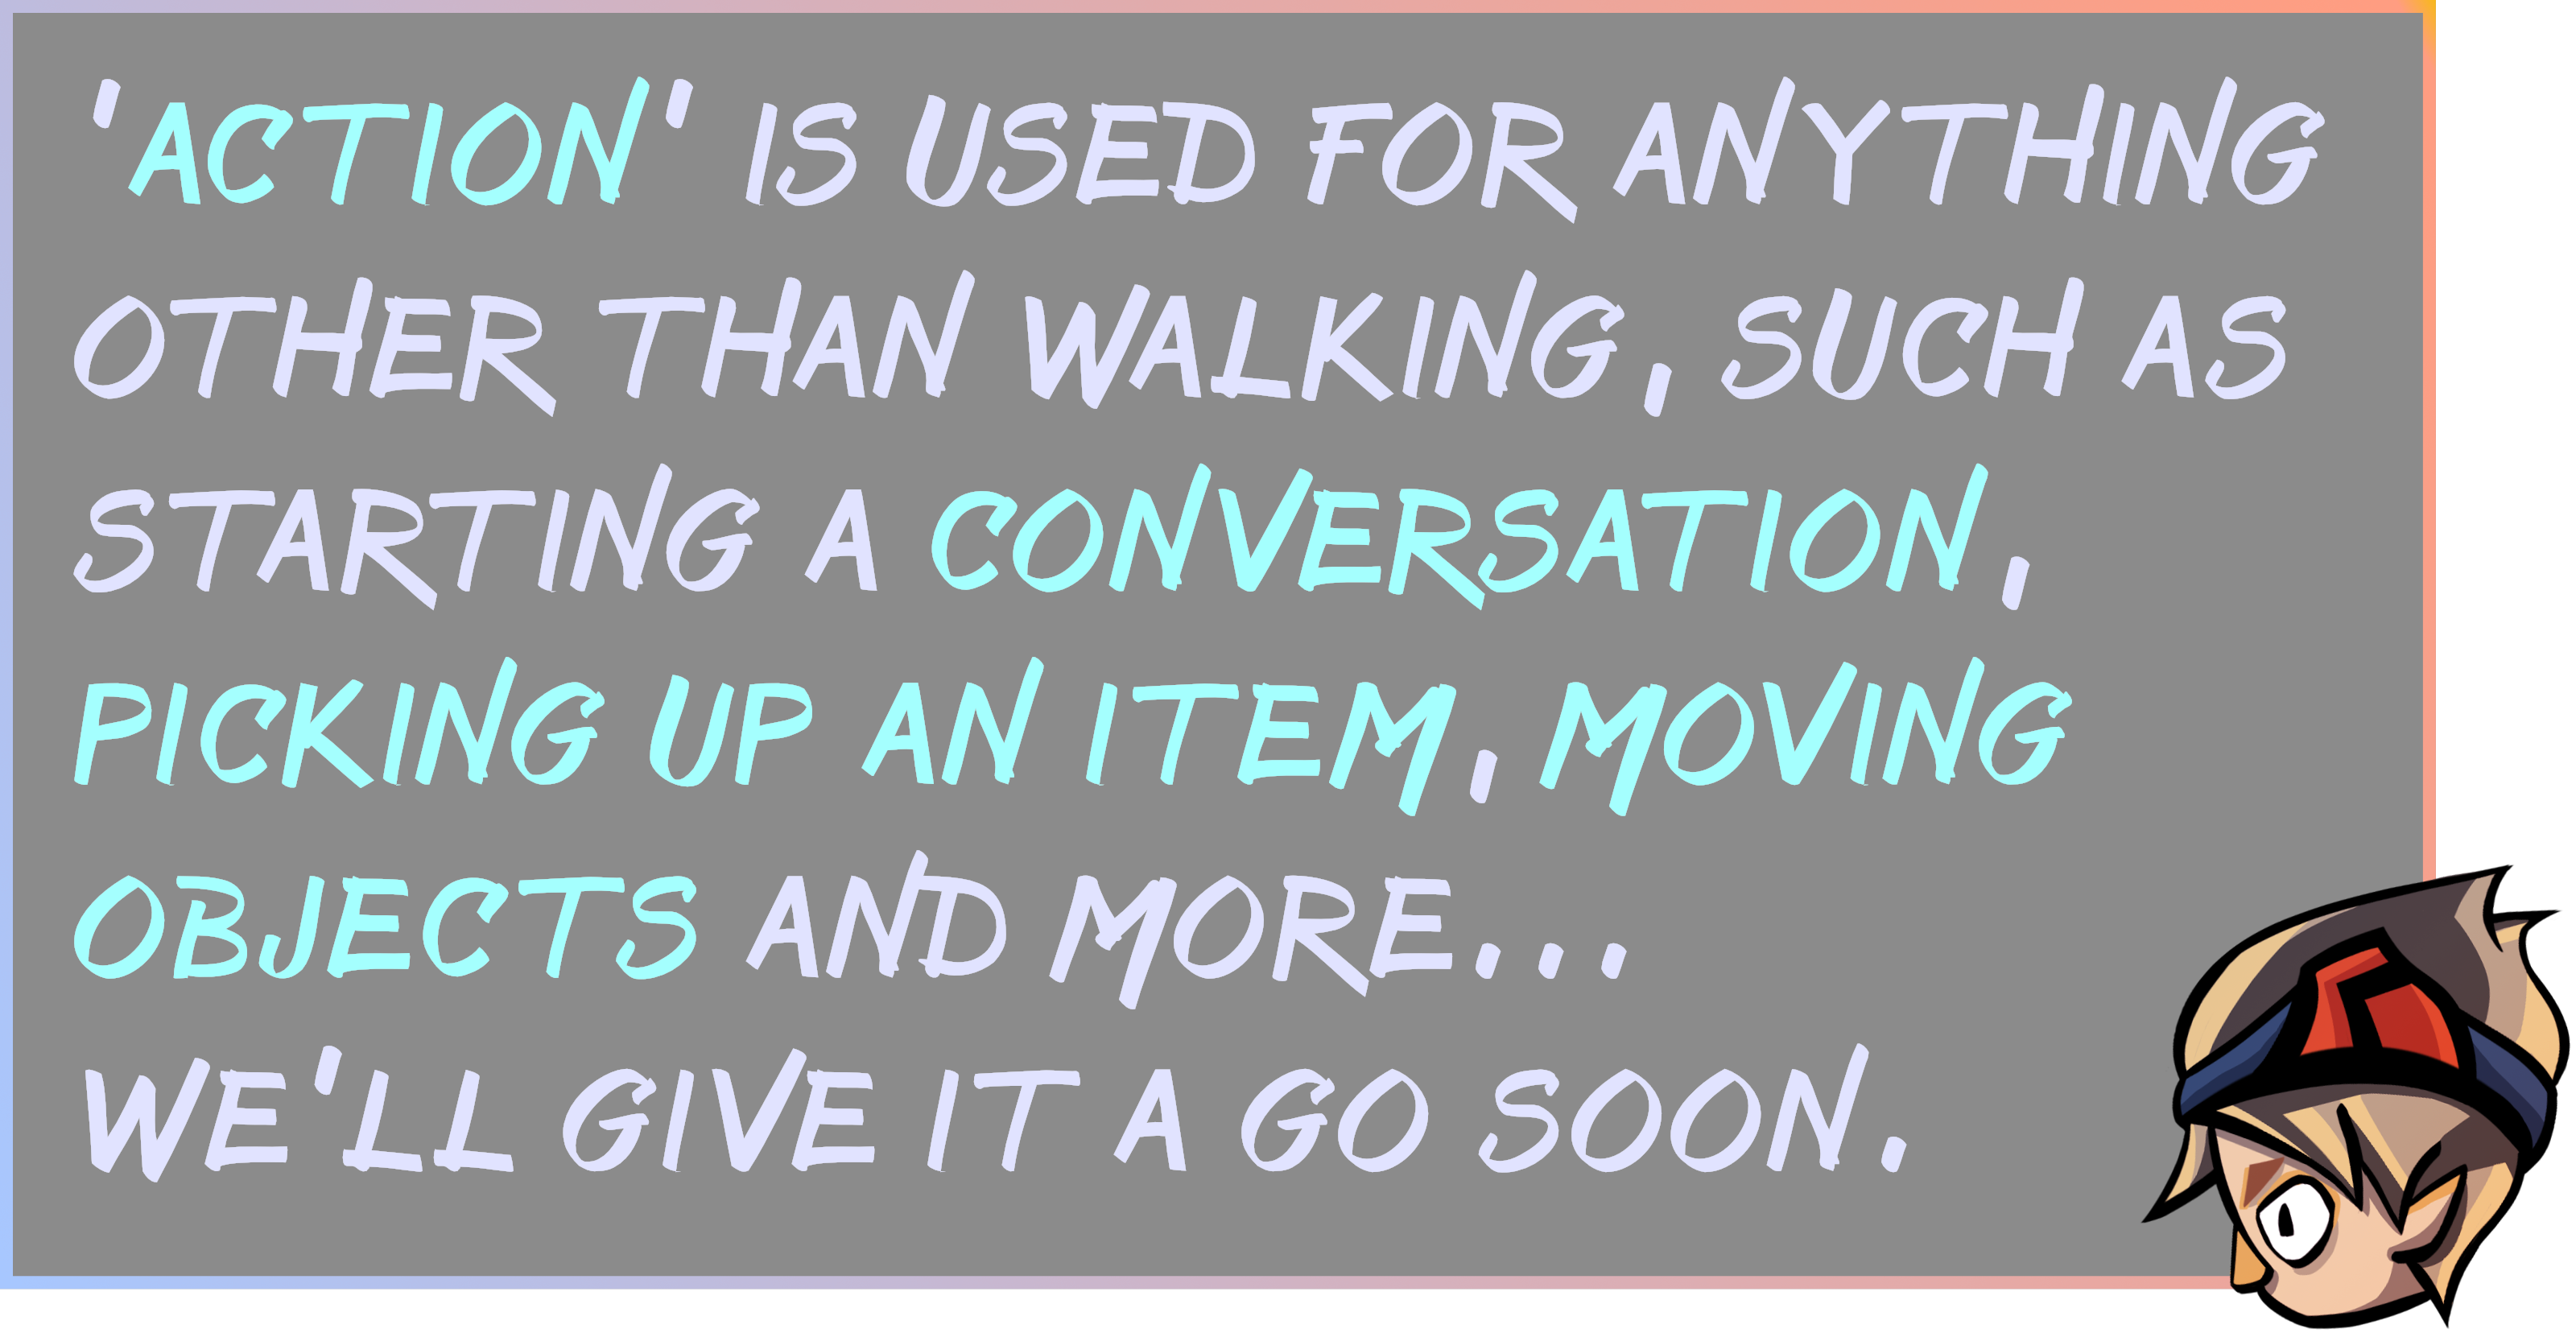 'ACTION' IS USED FOR ANYTHING
OTHER THAN WALKING, SUCH AS
STARTING A CONVERSATION,
PICKING UP AN ITEM, MOVING
OBJECTS AND MORE...
WE'LL GIVE IT A GO SOON.